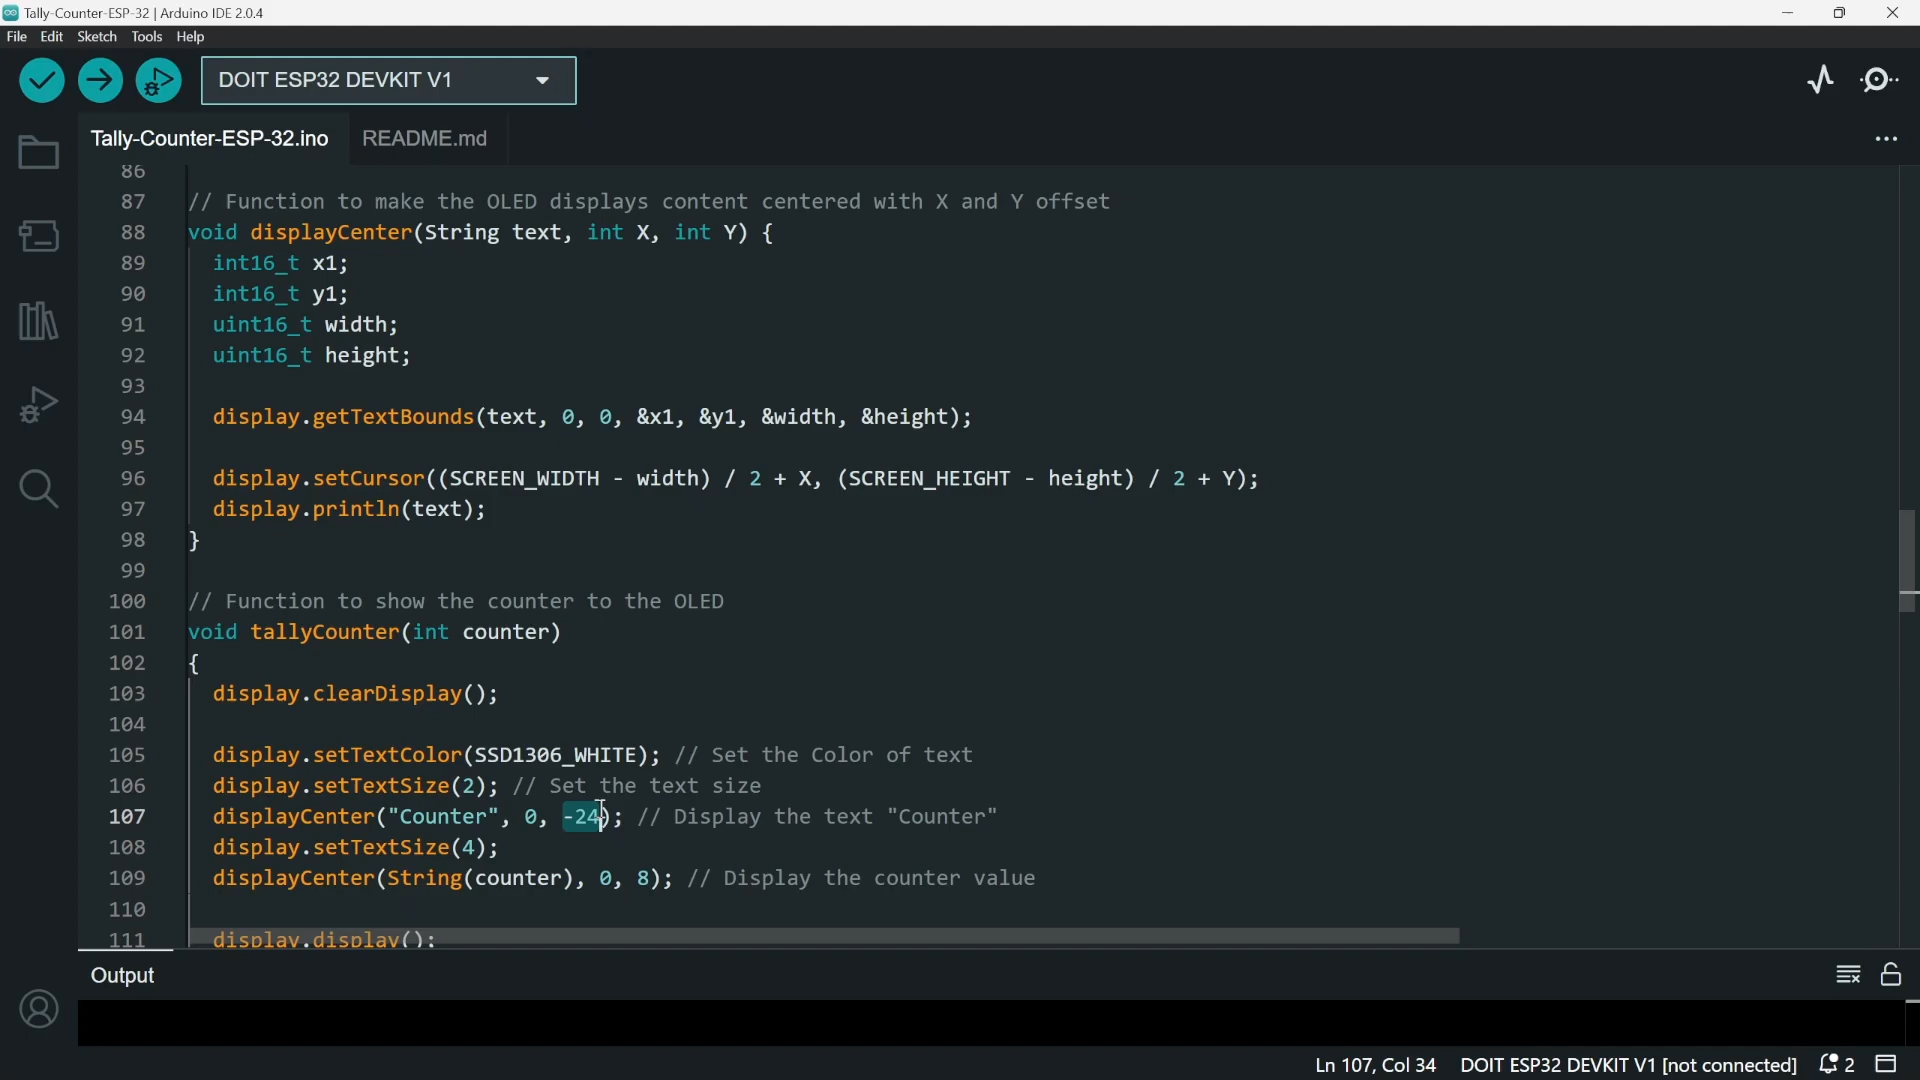 Tally-Counter-ESP-32 | Arduino IDE 2.0.4
File Edit Sketch Tools Help
DOIT ESP32 DEVKIT V1
Tally-Counter-ESP-32.ino README.md
86
87 // Function to make the OLED displays content centered with X and Y offset
88 void displayCenter(String text, int X, int Y) {
89 int16_t x1;
90 int16_t y1;
91 uint16_t width;
92 uint16_t height;
93
94 display.getTextBounds(text, 0, 0, &x1, &y1, &width, &height);
95
96 display.setCursor((SCREEN_WIDTH - width) / 2 + X, (SCREEN_HEIGHT - height) / 2 + Y);
97 display.println(text);
98 }
99
100 // Function to show the counter to the OLED
101 void tallyCounter(int counter)
102 {
103 display.clearDisplay();
104
105 display.setTextColor(SSD1306_WHITE); // Set the Color of text
106 display.setTextSize(2); // Set the text size
107 displayCenter("Counter", 0, -24); // Display the text "Counter"
108 display.setTextSize(4);
109 displayCenter(String(counter), 0, 8); // Display the counter value
110
111 display.display();
Output
Ln 107, Col 34 DOIT ESP32 DEVKIT V1 [not connected] 2